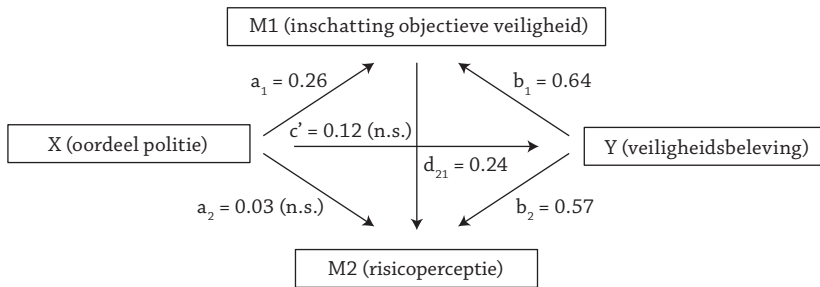 M1 (inschatting objectieve veiligheid)
a₁ = 0.26
b₁ = 0.64
X (oordeel politie)
c’ = 0.12 (n.s.)
Y (veiligheidsbeleving)
d₂₁ = 0.24
a₂ = 0.03 (n.s.)
b₂ = 0.57
M2 (risicoperceptie)